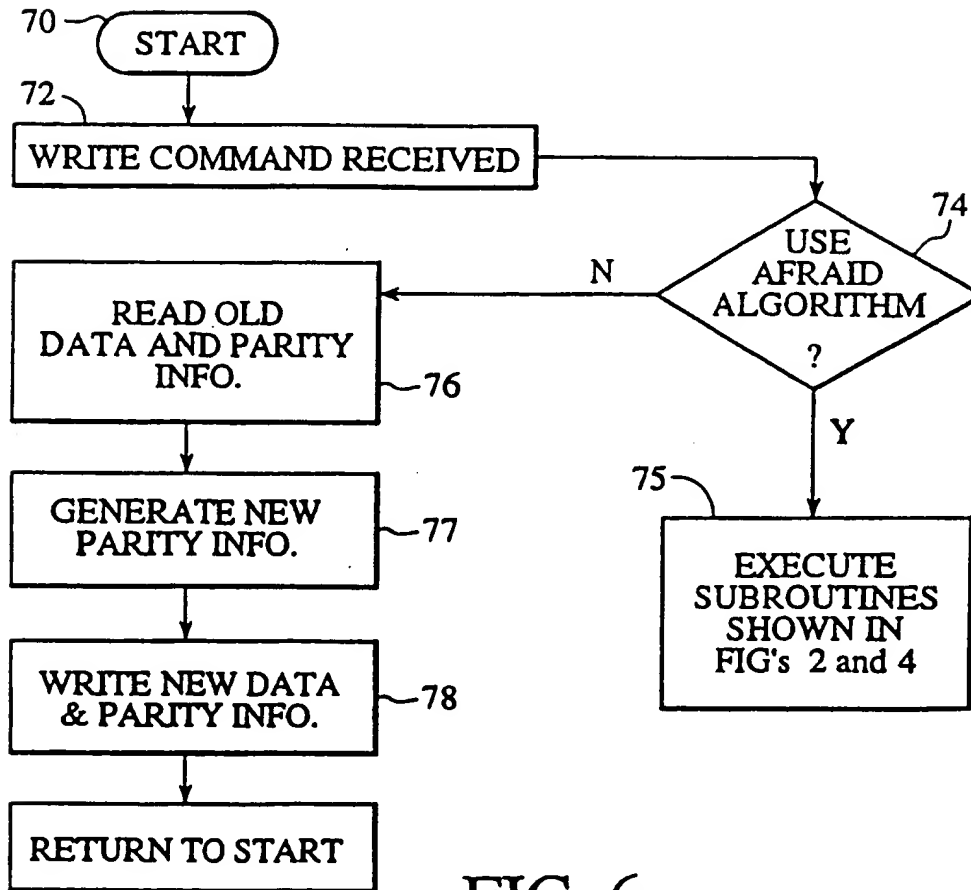 70
START
72
WRITE COMMAND RECEIVED
74
USE
AFRAID
ALGORITHM
?
N
Y
READ OLD
DATA AND PARITY
INFO.
76
75
EXECUTE
SUBROUTINES
SHOWN IN
FIG's 2 and 4
GENERATE NEW
PARITY INFO.
77
WRITE NEW DATA
& PARITY INFO.
78
RETURN TO START
FIG. 6